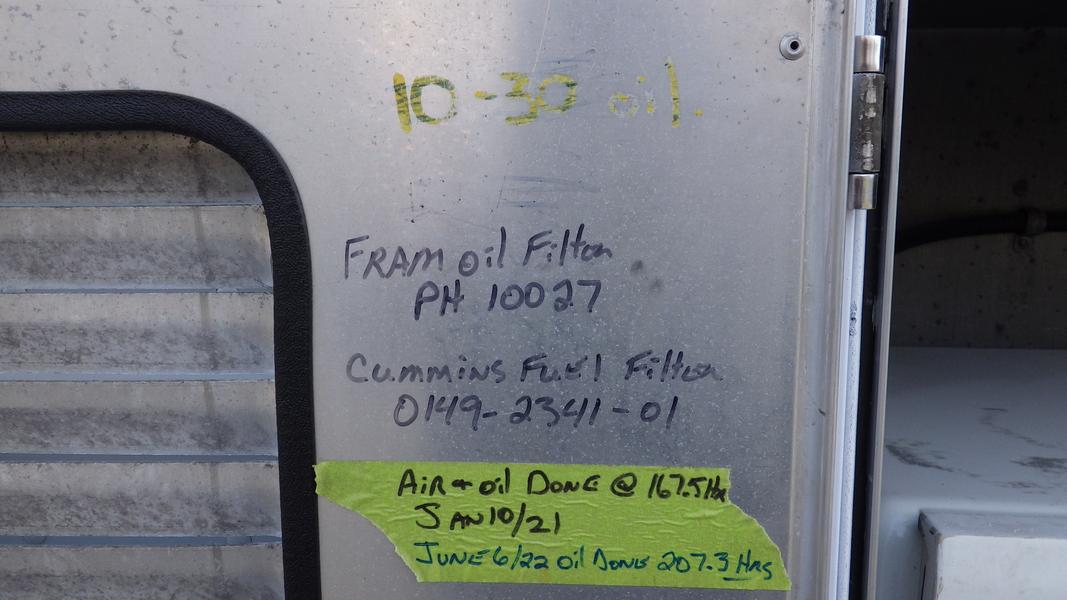 10-30 oil.
FRAM oil Filter
PH 10027
Cummins Fuel Filter
0149-2341-01
AiR + oil DONE @ 167.5 Hr
JAN 10/21
JUNE 6/22 Oil DONE 207.3 Hrs